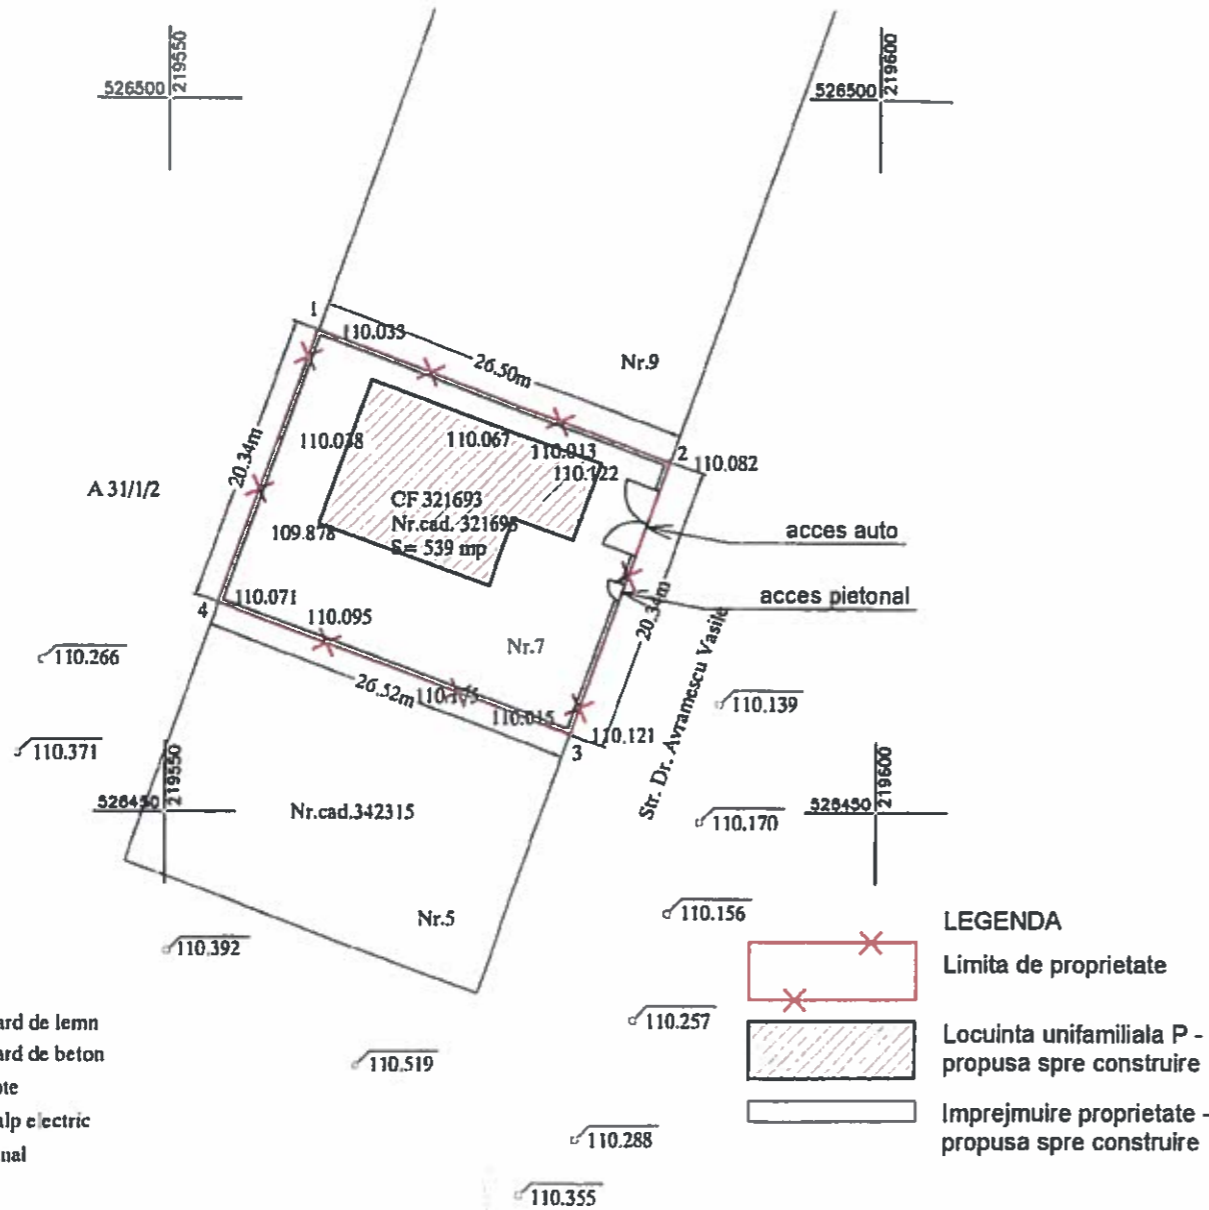 526500
219550
526500
219600
1
110.033
26.50m
Nr.9
2
110.082
110.038
110.067
110.013
110.122
20.34m
A 31/1/2
CF 321693
Nr.cad. 321693
S= 539 mp
109.878
acces auto
acces pietonal
4
110.071
110.095
Nr.7
20.34m
Str. Dr. Avramescu Vasile
110.266
26.52m
110.015
110.121
3
110.139
110.371
526450
219550
Nr.cad.342315
110.170
526450
219600
Nr.5
110.156
110.392
LEGENDA
Limita de proprietate
110.257
Locuinta unifamiliala P -
propusa spre construire
ard de lemn
ard de beton
ote
alp electric
nal
110.519
Imprejmuire proprietate -
propusa spre construire
110.288
110.355